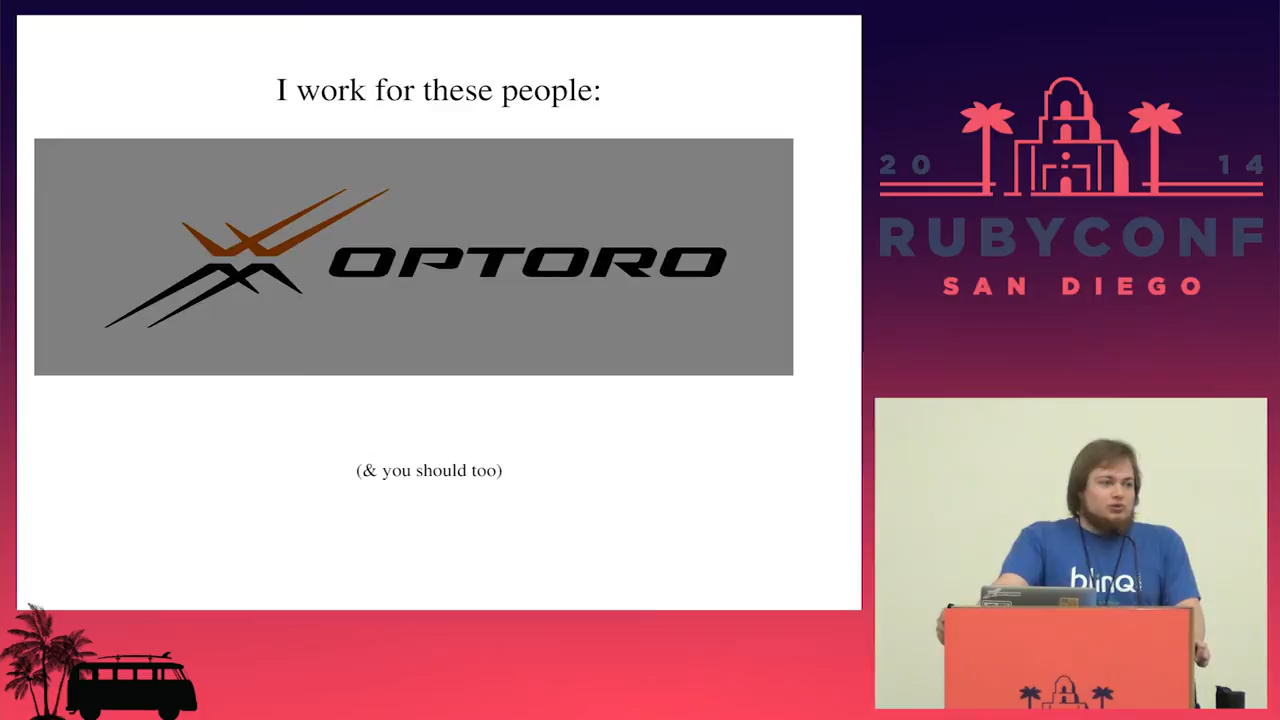 I work for these people:
OPTORO
(& you should too)
20 14
RUBYCONF
SAN DIEGO
blinq